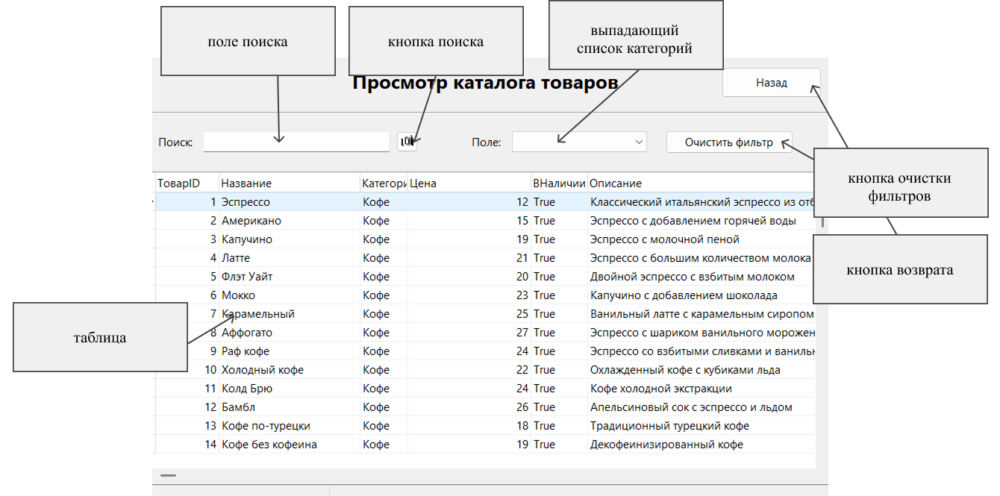 поле поиска
кнопка поиска
выпадающий
список категорий
Просмотр каталога товаров
Назад
Поиск:
Поле:
Очистить фильтр
кнопка очистки
фильтров
кнопка возврата
таблица
ТоварID Название Категори Цена ВНаличии Описание
1 Эспрессо Кофе 12 True Классический итальянский эспрессо из отб
2 Американо Кофе 15 True Эспрессо с добавлением горячей воды
3 Капучино Кофе 19 True Эспрессо с молочной пеной
4 Латте Кофе 21 True Эспрессо с большим количеством молока
5 Флэт Уайт Кофе 20 True Двойной эспрессо с взбитым молоком
6 Мокко Кофе 23 True Капучино с добавлением шоколада
7 Карамельный Кофе 25 True Ванильный латте с карамельным сиропом
8 Аффогато Кофе 27 True Эспрессо с шариком ванильного морожен
9 Раф кофе Кофе 24 True Эспрессо со взбитыми сливками и ваниль
10 Холодный кофе Кофе 22 True Охлажденный кофе с кубиками льда
11 Колд Брю Кофе 24 True Кофе холодной экстракции
12 Бамбл Кофе 26 True Апельсиновый сок с эспрессо и льдом
13 Кофе по-турецки Кофе 18 True Традиционный турецкий кофе
14 Кофе без кофеина Кофе 19 True Декофеинизированный кофе